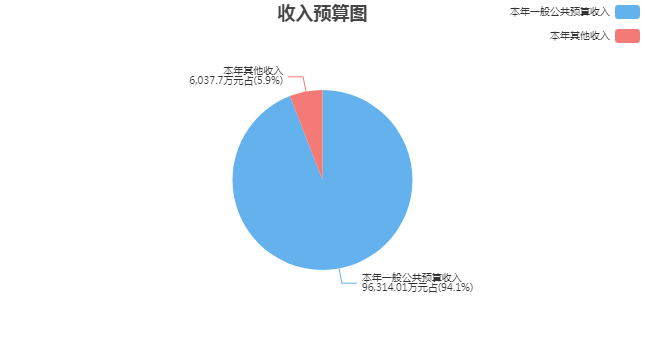 收入预算图
本年一般公共预算收入
本年其他收入
本年其他收入
6,037.7万元占(5.9%)
本年一般公共预算收入
96,314.01万元占(94.1%)